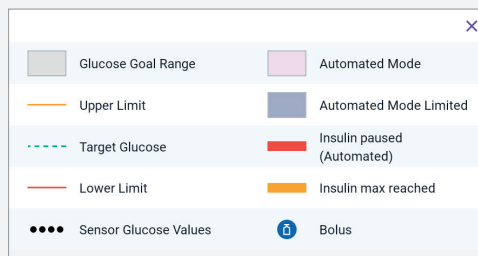 Glucose Goal Range
Automated Mode
Upper Limit
Automated Mode Limited
Target Glucose
Insulin paused
(Automated)
Lower Limit
Insulin max reached
Sensor Glucose Values
Bolus